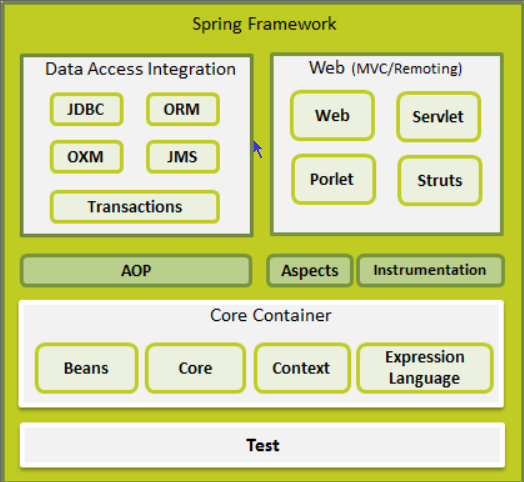 Spring Framework
Data Access Integration
JDBC
ORM
OXM
JMS
Transactions
Web (MVC/Remoting)
Web
Servlet
Porlet
Struts
AOP
Aspects
Instrumentation
Core Container
Beans
Core
Context
Expression
Language
Test